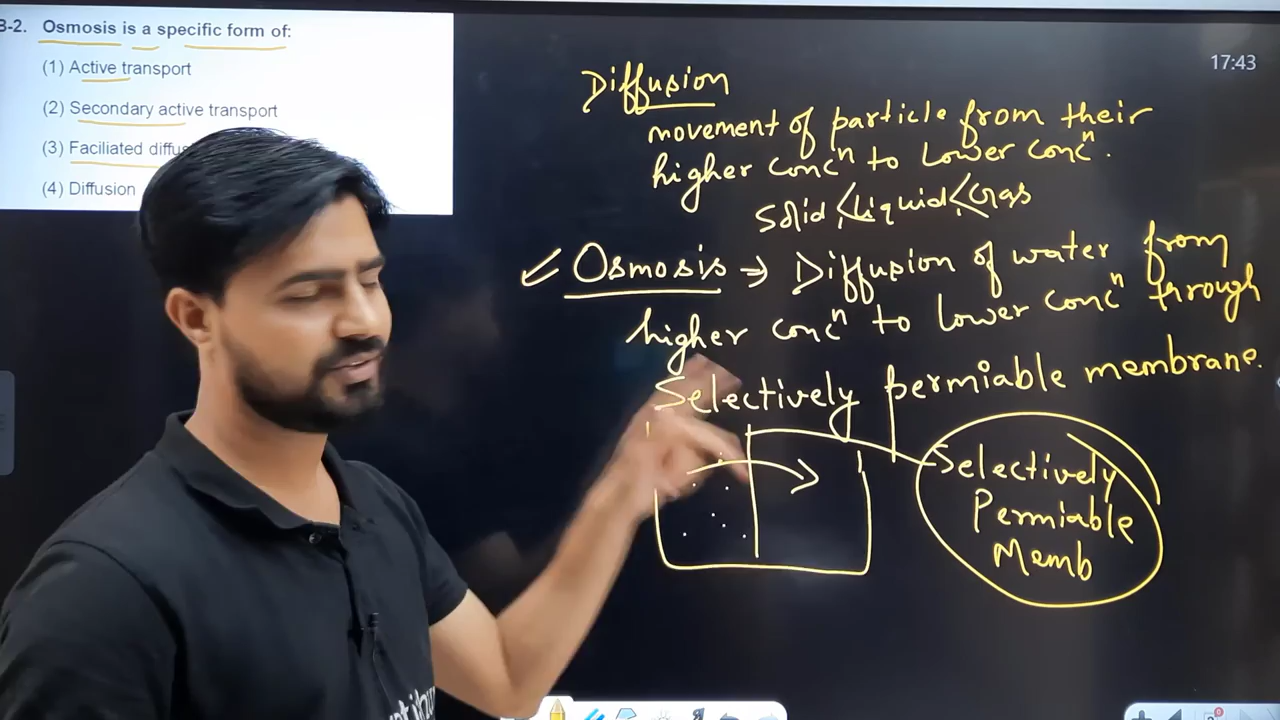 B-2. Osmosis is a specific form of:
(1) Active transport
(2) Secondary active transport
(3) Faciliated
(4) Diffusion
17:43
Diffusion
movement of particle from their
higher concⁿ to Lower concⁿ.
Solid < Liquid < Gas
✓ Osmosis ⇒ Diffusion of water from
higher concⁿ to lower concⁿ through
Selectively permiable membrane.
Selectively
Permiable
Memb